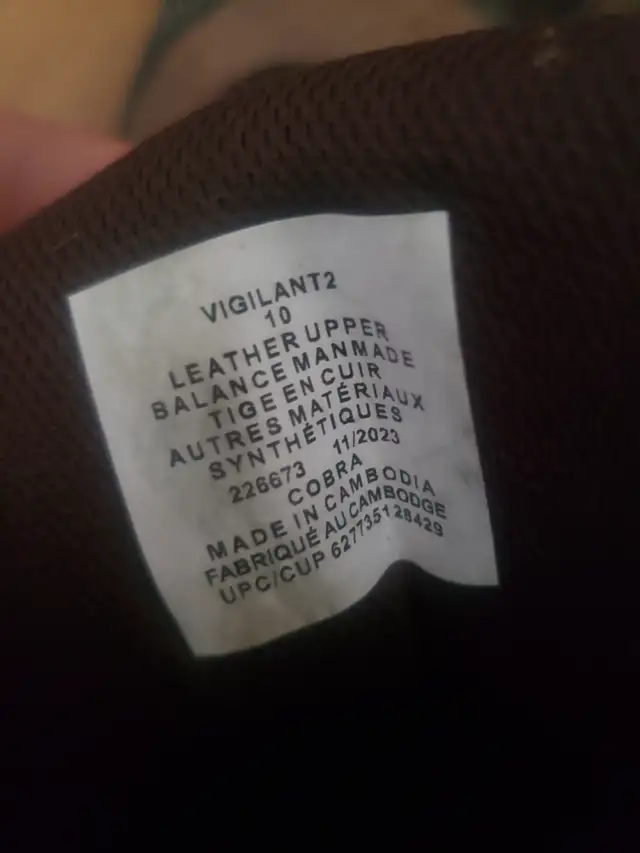 VIGILANT2
10
LEATHER UPPER
BALANCE MANMADE
TIGE EN CUIR
AUTRES MATÉRIAUX
SYNTHÉTIQUES
226673 11/2023
COBRA
MADE IN CAMBODIA
FABRIQUÉ AU CAMBODGE
UPC/CUP 627735128429